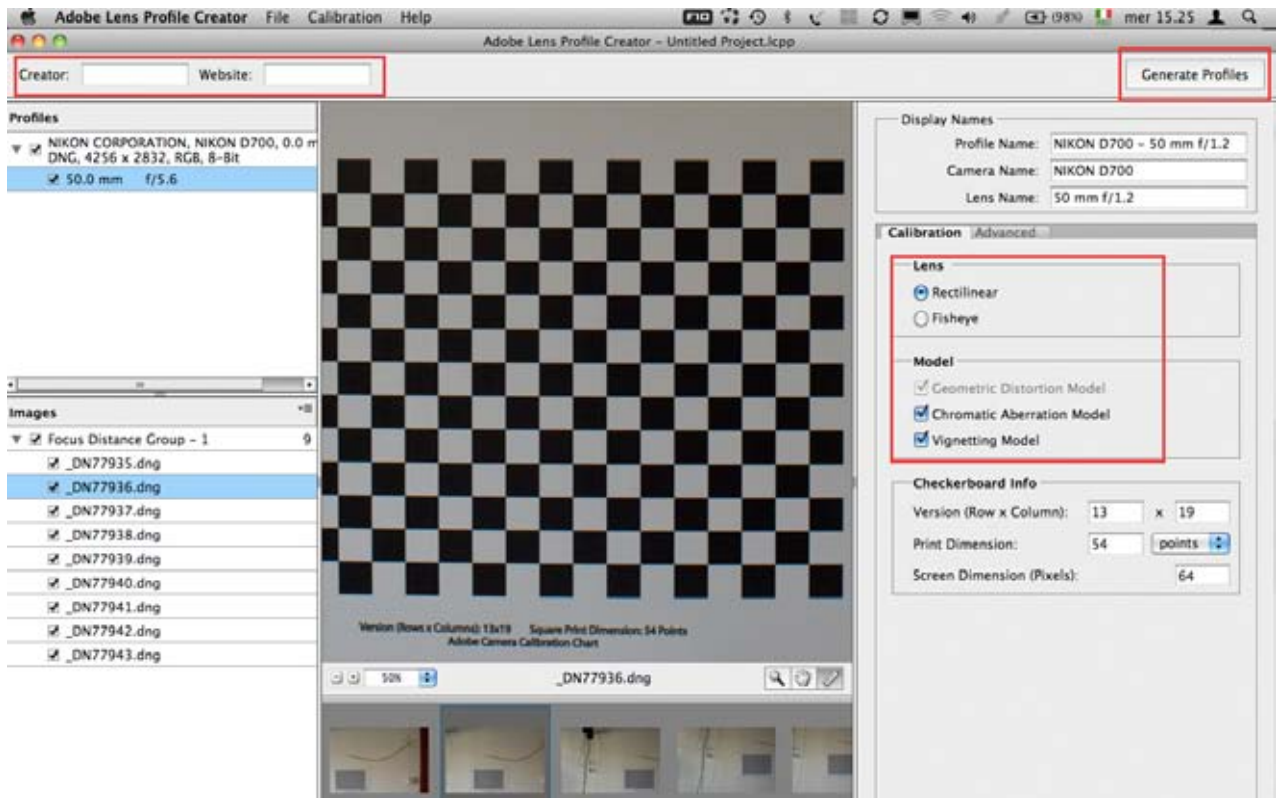 Adobe Lens Profile Creator File Calibration Help (98%) mer 15.25
Adobe Lens Profile Creator - Untitled Project.lcpp
Creator: Website: Generate Profiles
Profiles
NIKON CORPORATION, NIKON D700, 0.0 m
DNG, 4256 x 2832, RGB, 8-Bit
50.0 mm f/5.6
Images
Focus Distance Group - 1 9
_DN77935.dng
_DN77936.dng
_DN77937.dng
_DN77938.dng
_DN77939.dng
_DN77940.dng
_DN77941.dng
_DN77942.dng
_DN77943.dng
Version (Rows x Columns): 13x19 Square Print Dimension: 54 Points
Adobe Camera Calibration Chart
50% _DN77936.dng
Display Names
Profile Name: NIKON D700 - 50 mm f/1.2
Camera Name: NIKON D700
Lens Name: 50 mm f/1.2
Calibration Advanced
Lens
Rectilinear
Fisheye
Model
Geometric Distortion Model
Chromatic Aberration Model
Vignetting Model
Checkerboard Info
Version (Row x Column): 13 x 19
Print Dimension: 54 points
Screen Dimension (Pixels): 64